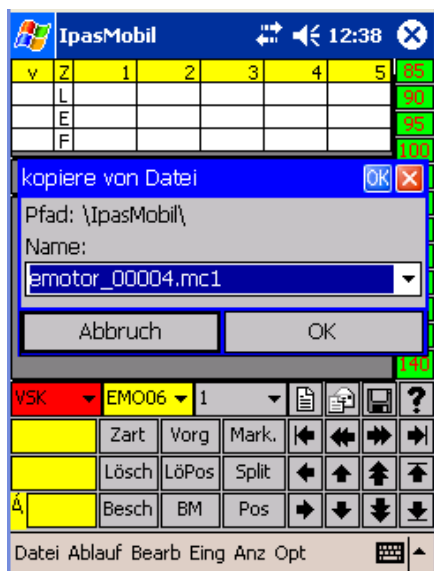 IpasMobil 12:38
v Z 1 2 3 4 5 85
L 90
E 95
F 100
kopiere von Datei OK
Pfad: \IpasMobil\
Name:
emotor_00004.mc1
Abbruch OK
140
VSK EMO06 1 ?
Zart Vorg Mark.
Lösch LöPos Split
Á Besch BM Pos
Datei Ablauf Bearb Eing Anz Opt